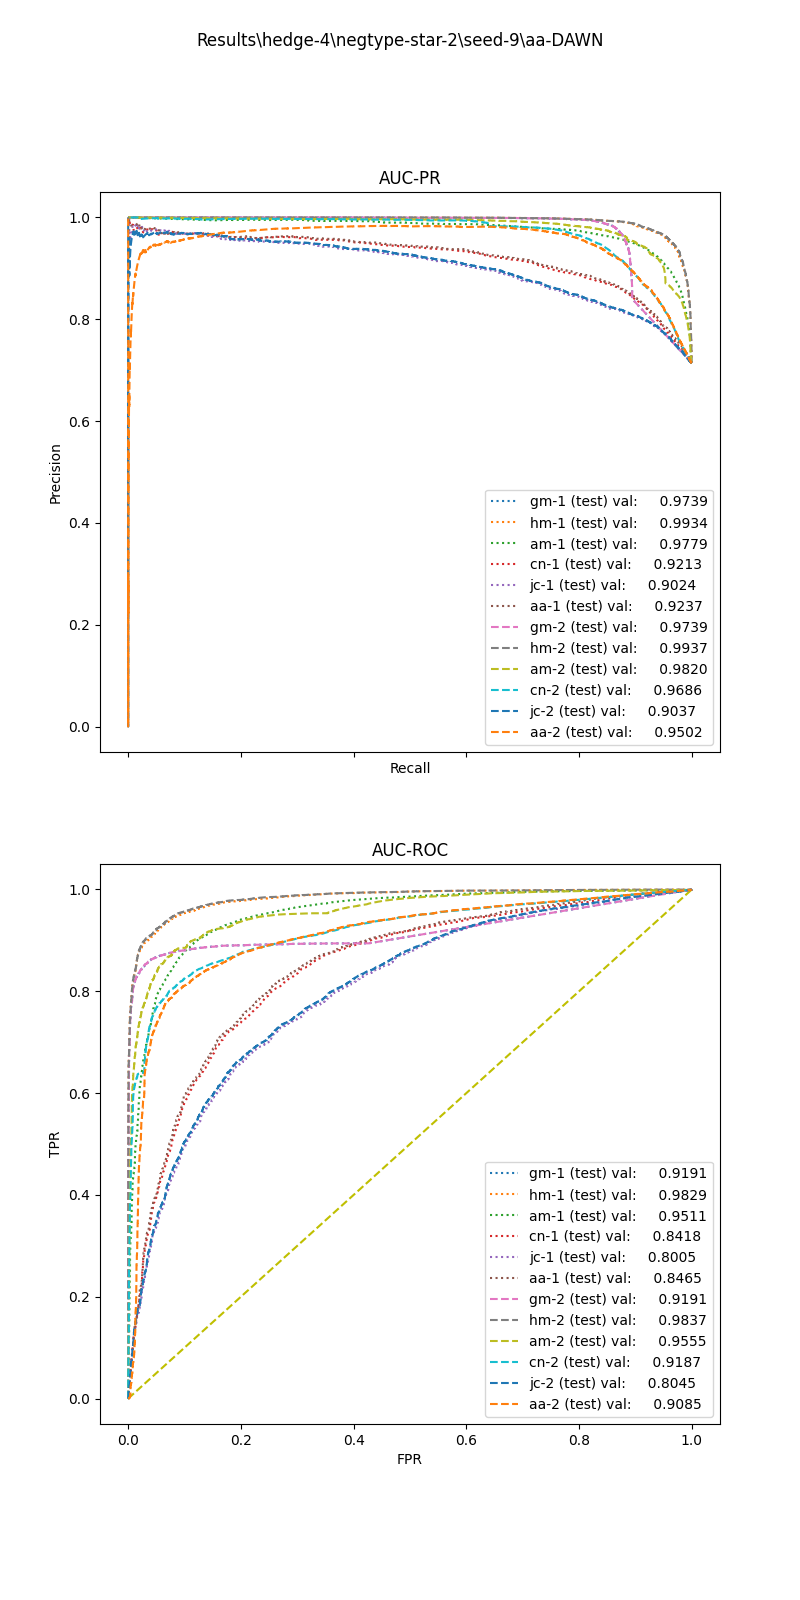 Results\hedge-4\negtype-star-2\seed-9\aa-DAWN
AUC-PR
1.0
0.8
0.6
0.4
0.2
0.0
Precision
gm-1 (test) val: 0.9739
hm-1 (test) val: 0.9934
am-1 (test) val: 0.9779
cn-1 (test) val: 0.9213
jc-1 (test) val: 0.9024
aa-1 (test) val: 0.9237
gm-2 (test) val: 0.9739
hm-2 (test) val: 0.9937
am-2 (test) val: 0.9820
cn-2 (test) val: 0.9686
jc-2 (test) val: 0.9037
aa-2 (test) val: 0.9502
Recall
AUC-ROC
1.0
0.8
0.6
0.4
0.2
0.0
TPR
gm-1 (test) val: 0.9191
hm-1 (test) val: 0.9829
am-1 (test) val: 0.9511
cn-1 (test) val: 0.8418
jc-1 (test) val: 0.8005
aa-1 (test) val: 0.8465
gm-2 (test) val: 0.9191
hm-2 (test) val: 0.9837
am-2 (test) val: 0.9555
cn-2 (test) val: 0.9187
jc-2 (test) val: 0.8045
aa-2 (test) val: 0.9085
0.0 0.2 0.4 0.6 0.8 1.0
FPR